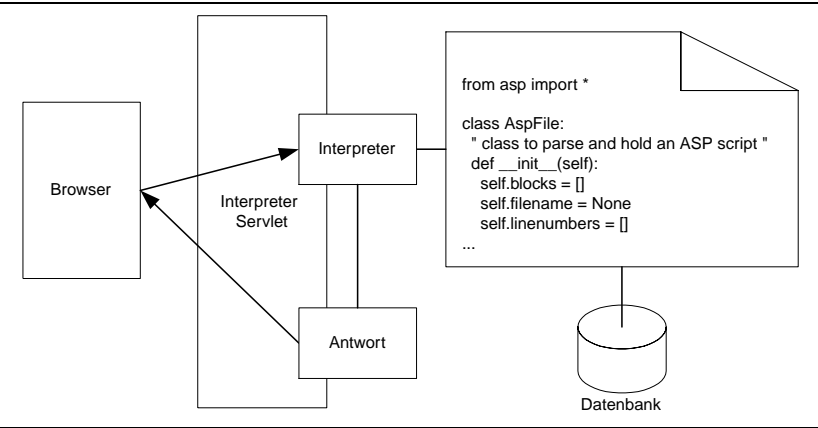 Browser
Interpreter
Servlet
Interpreter
Antwort
from asp import *
class AspFile:
" class to parse and hold an ASP script "
def __init__(self):
self.blocks = []
self.filename = None
self.linenumbers = []
...
Datenbank